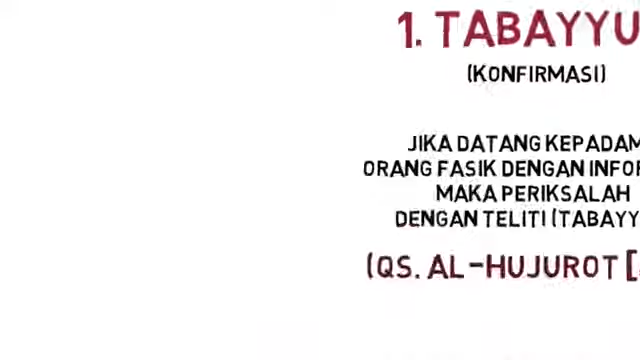 1. TABAYYU
(KONFIRMASI)
JIKA DATANG KEPADAM
ORANG FASIK DENGAN INFOR
MAKA PERIKSALAH
DENGAN TELITI (TABAYY
(QS. AL-HUJUROT [